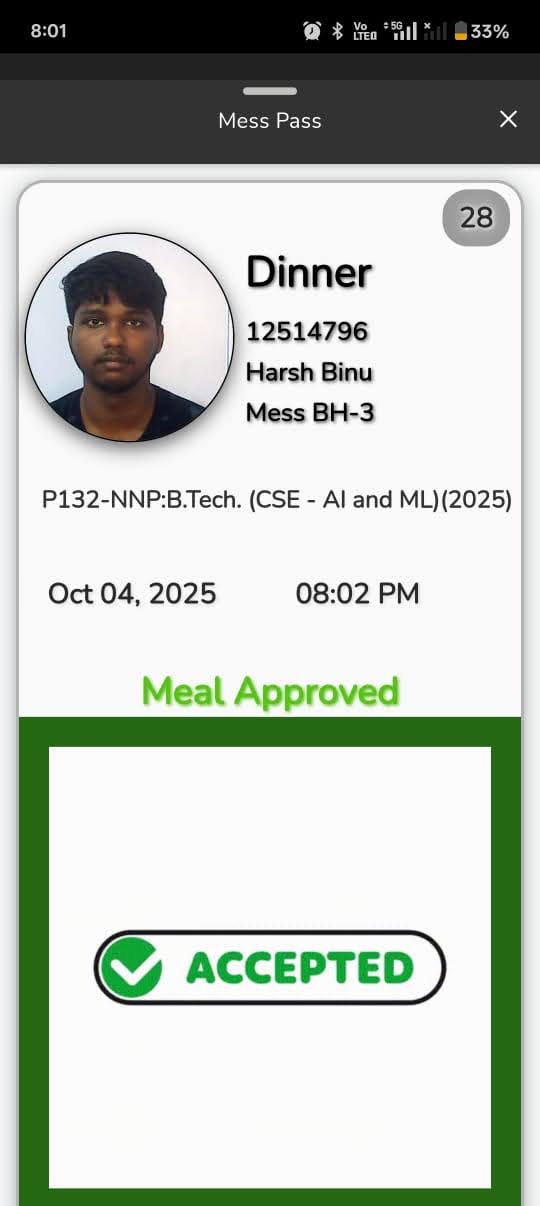 8:01
Vo
LTE
5G
33%
Mess Pass
28
Dinner
12514796
Harsh Binu
Mess BH-3
P132-NNP:B.Tech. (CSE - AI and ML)(2025)
Oct 04, 2025 08:02 PM
Meal Approved
ACCEPTED